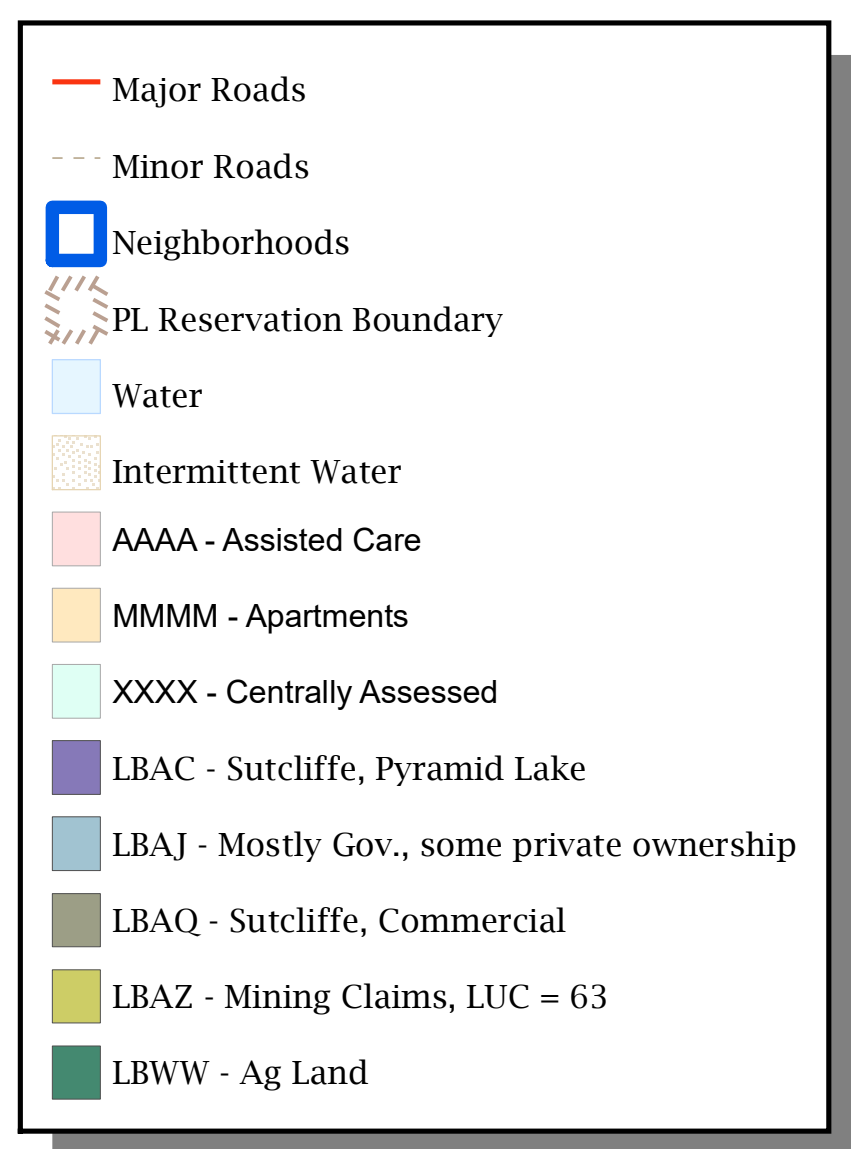 Major Roads
Minor Roads
Neighborhoods
PL Reservation Boundary
Water
Intermittent Water
AAAA - Assisted Care
MMMM - Apartments
XXXX - Centrally Assessed
LBAC - Sutcliffe, Pyramid Lake
LBAJ - Mostly Gov., some private ownership
LBAQ - Sutcliffe, Commercial
LBAZ - Mining Claims, LUC = 63
LBWW - Ag Land